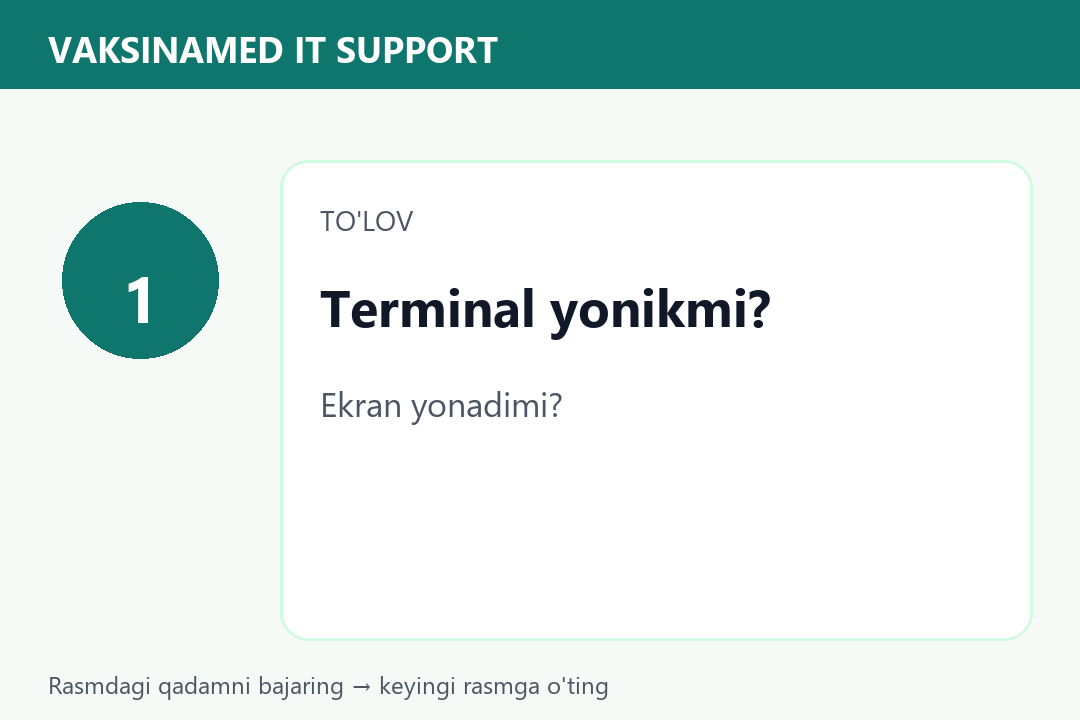 VAKSINAMED IT SUPPORT
1
TO'LOV
Terminal yonikmi?
Ekran yonadimi?
Rasmdagi qadamni bajaring → keyingi rasmga o'ting